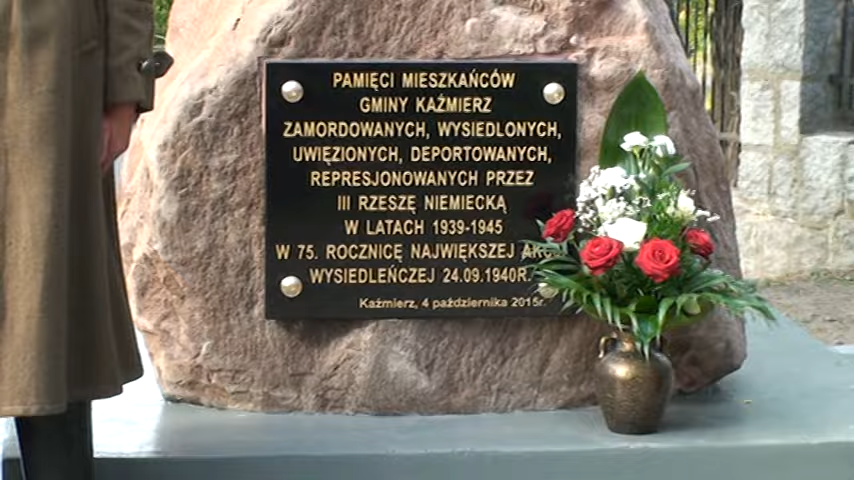 PAMIĘCI MIESZKAŃCÓW
GMINY KAŹMIERZ
ZAMORDOWANYCH, WYSIEDLONYCH,
UWIĘZIONYCH, DEPORTOWANYCH,
REPRESJONOWANYCH PRZEZ
III RZESZĘ NIEMIECKĄ
W LATACH 1939-1945
W 75. ROCZNICĘ NAJWIĘKSZEJ
WYSIEDLEŃCZEJ 24.09.1940R.
Kaźmierz, 4 października 2015r.